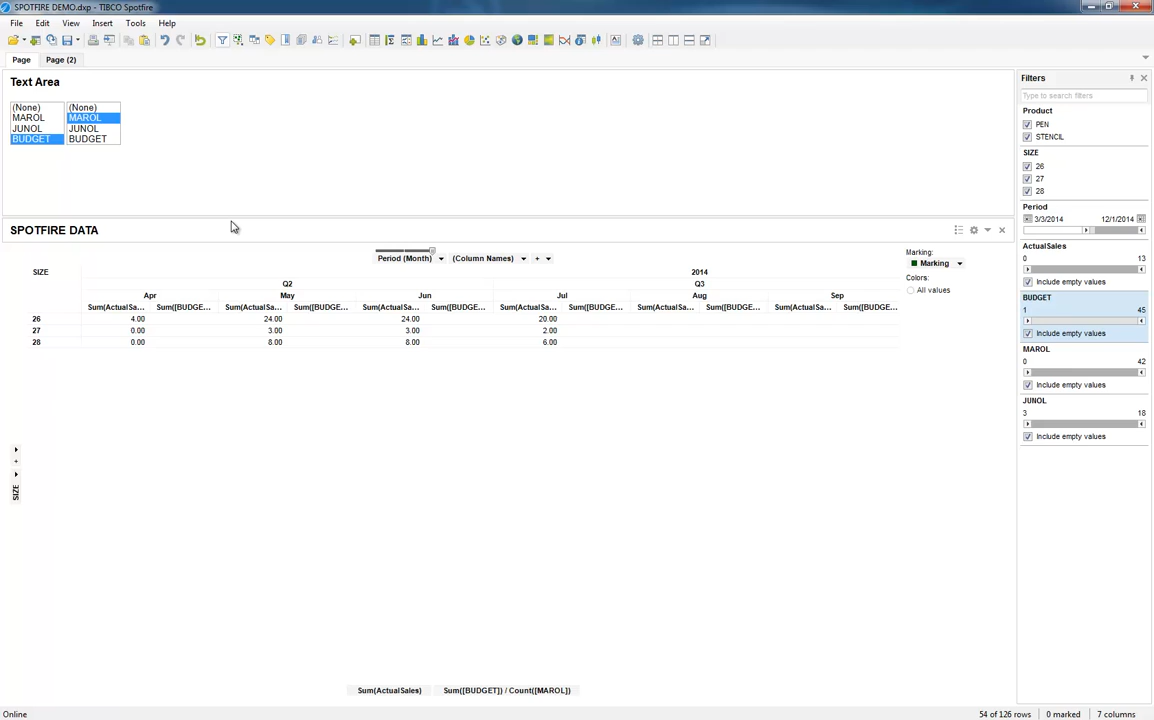 SPOTFIRE DEMO.dxp - TIBCO Spotfire
File Edit View Insert Tools Help
Page Page (2)
Text Area
(None) (None)
MAROL MAROL
JUNOL JUNOL
BUDGET BUDGET
SPOTFIRE DATA
Period (Month) (Column Names) +
SIZE 2014
Q2 Q3
Apr May Jun Jul Aug Sep
Sum(ActualSa... Sum([BUDGE... Sum(ActualSa... Sum([BUDGE... Sum(ActualSa... Sum([BUDGE... Sum(ActualSa... Sum([BUDGE... Sum(ActualSa... Sum([BUDGE... Sum(ActualSa... Sum([BUDGE...
26 4.00 24.00 24.00 20.00
27 0.00 3.00 3.00 2.00
28 0.00 8.00 8.00 6.00
+
SIZE
Sum(ActualSales) Sum([BUDGET]) / Count([MAROL])
Marking:
Marking
Colors:
All values
Filters
Type to search filters
Product
PEN
STENCIL
SIZE
26
27
28
Period
3/3/2014 12/1/2014
ActualSales
0 13
Include empty values
BUDGET
1 45
Include empty values
MAROL
0 42
Include empty values
JUNOL
3 18
Include empty values
Online 54 of 126 rows 0 marked 7 columns